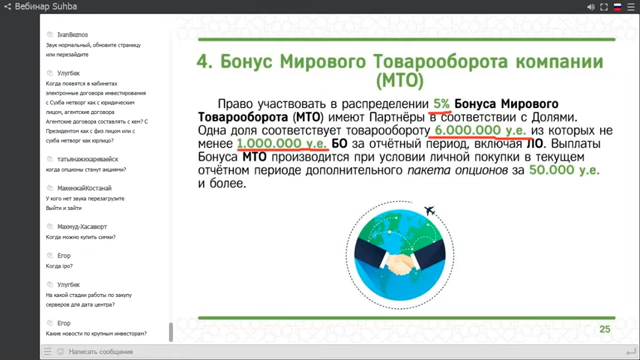 Вебинар Suhba
IvanBeznos
Звук нормальный, обновите страницу
или перезайдите
Улугбек
Когда появятся в кабинетах
электронные договора инвестирования
с Сухба нетворг как с юридическим
лицом, агентские договора
Агентские договора составлять с кем? С
Президентом как с физ лицом или с
сухба нетворг как юрлицо?
татьянажихаривайск
когда опционы станут акциями?
МакенжайКостанай
У кого нет звука перезагрузите
Выйти и зайти
Махмуд-Хасавюрт
Когда можно купить симки?
Егор
Когда ipo?
Улугбек
На какой стадии работы по закупу
серверов для дата центра?
Егор
Какие новости по крупным инвесторам?
Написать сообщение
4. Бонус Мирового Товарооборота компании
(МТО)
Право участвовать в распределении 5% Бонуса Мирового
Товарооборота (МТО) имеют Партнёры в соответствии с Долями.
Одна доля соответствует товарообороту 6.000.000 у.е. из которых не
менее 1.000.000 у.е. БО за отчётный период, включая ЛО. Выплаты
Бонуса МТО производится при условии личной покупки в текущем
отчётном периоде дополнительного пакета опционов за 50.000 у.е.
и более.
25